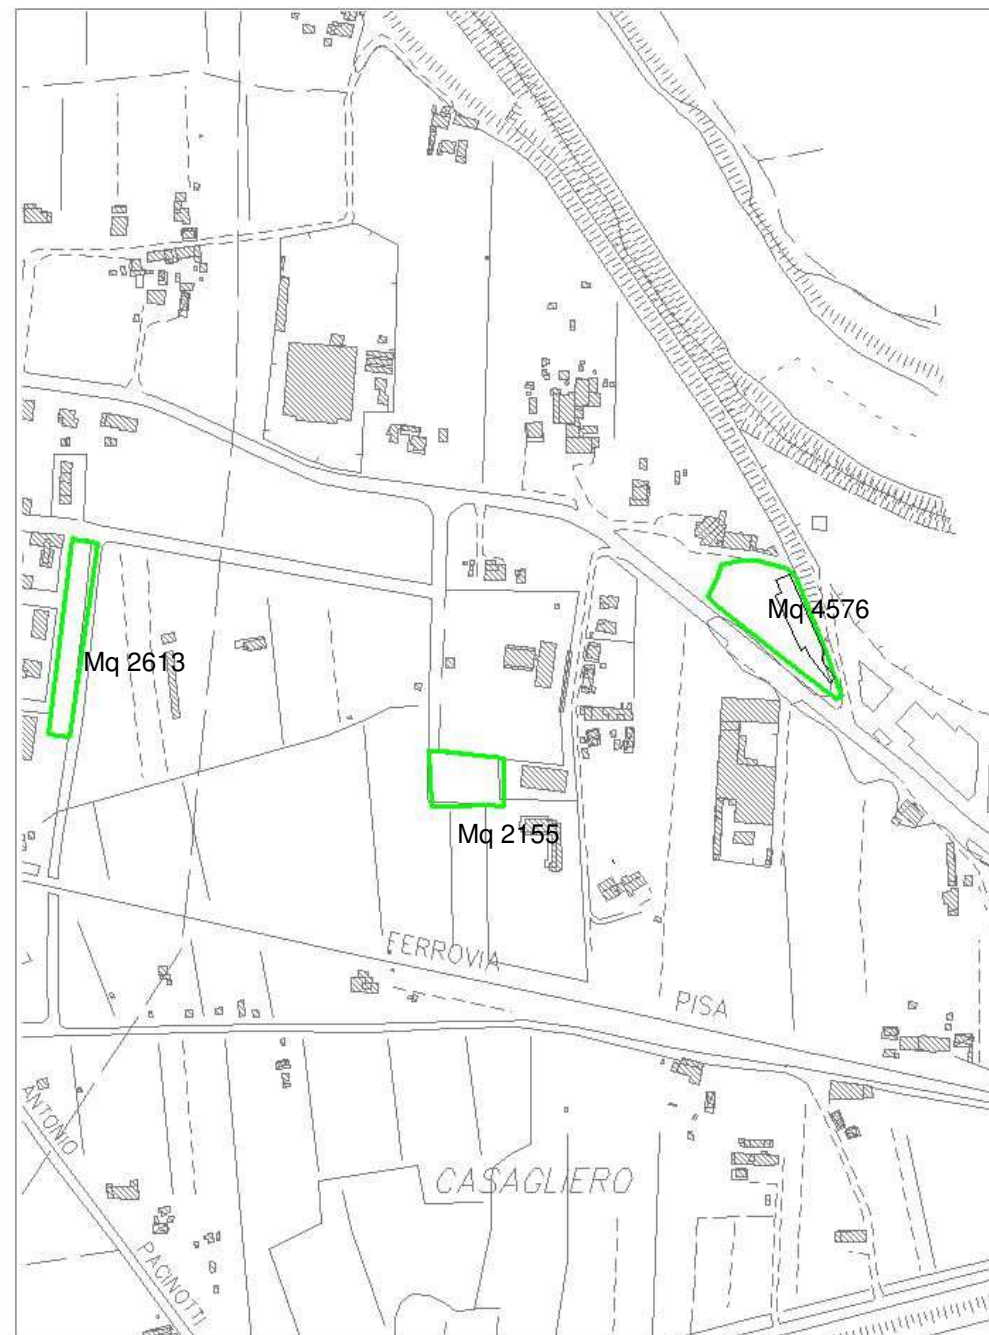 Mq 4576
Mq 2613
Mq 2155
FERROVIA
PISA
ANTONIO
CASAGLIERO
PACINOTTI